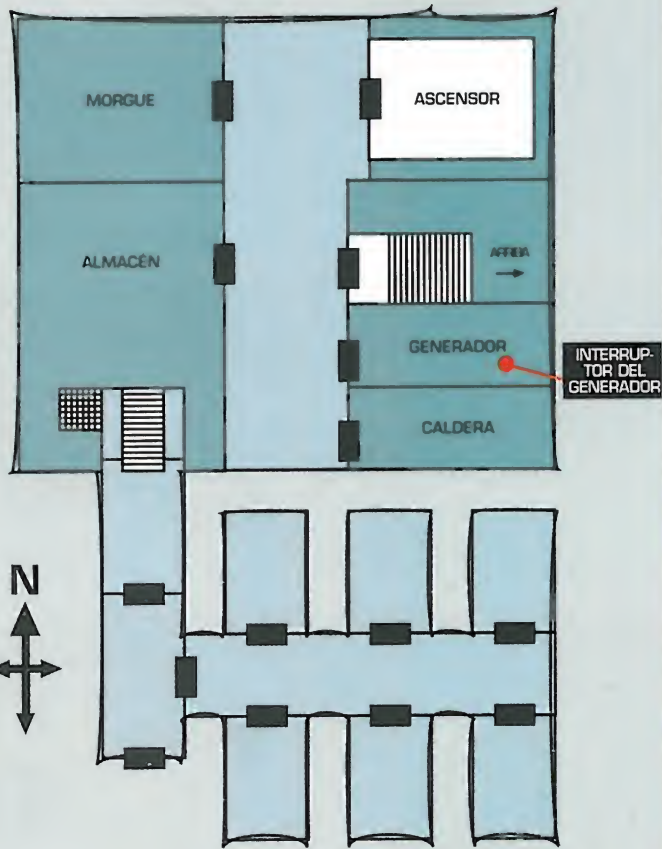 MORGUE
ASCENSOR
ALMACÉN
ARRIBA
GENERADOR
INTERRUP-
TOR DEL
GENERADOR
CALDERA
N